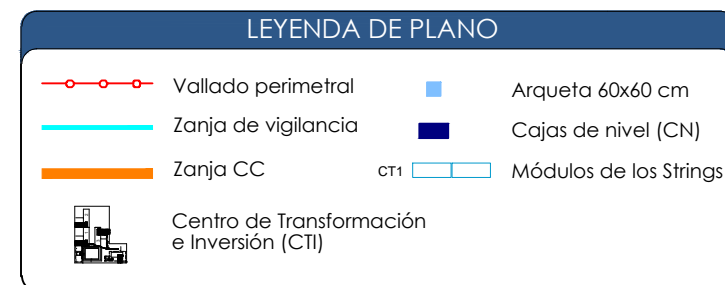 LEYENDA DE PLANO
Vallado perimetral
Zanja de vigilancia
Zanja CC
Centro de Transformación
e Inversión (CTI)
Arqueta 60x60 cm
Cajas de nivel (CN)
CT1
Módulos de los Strings